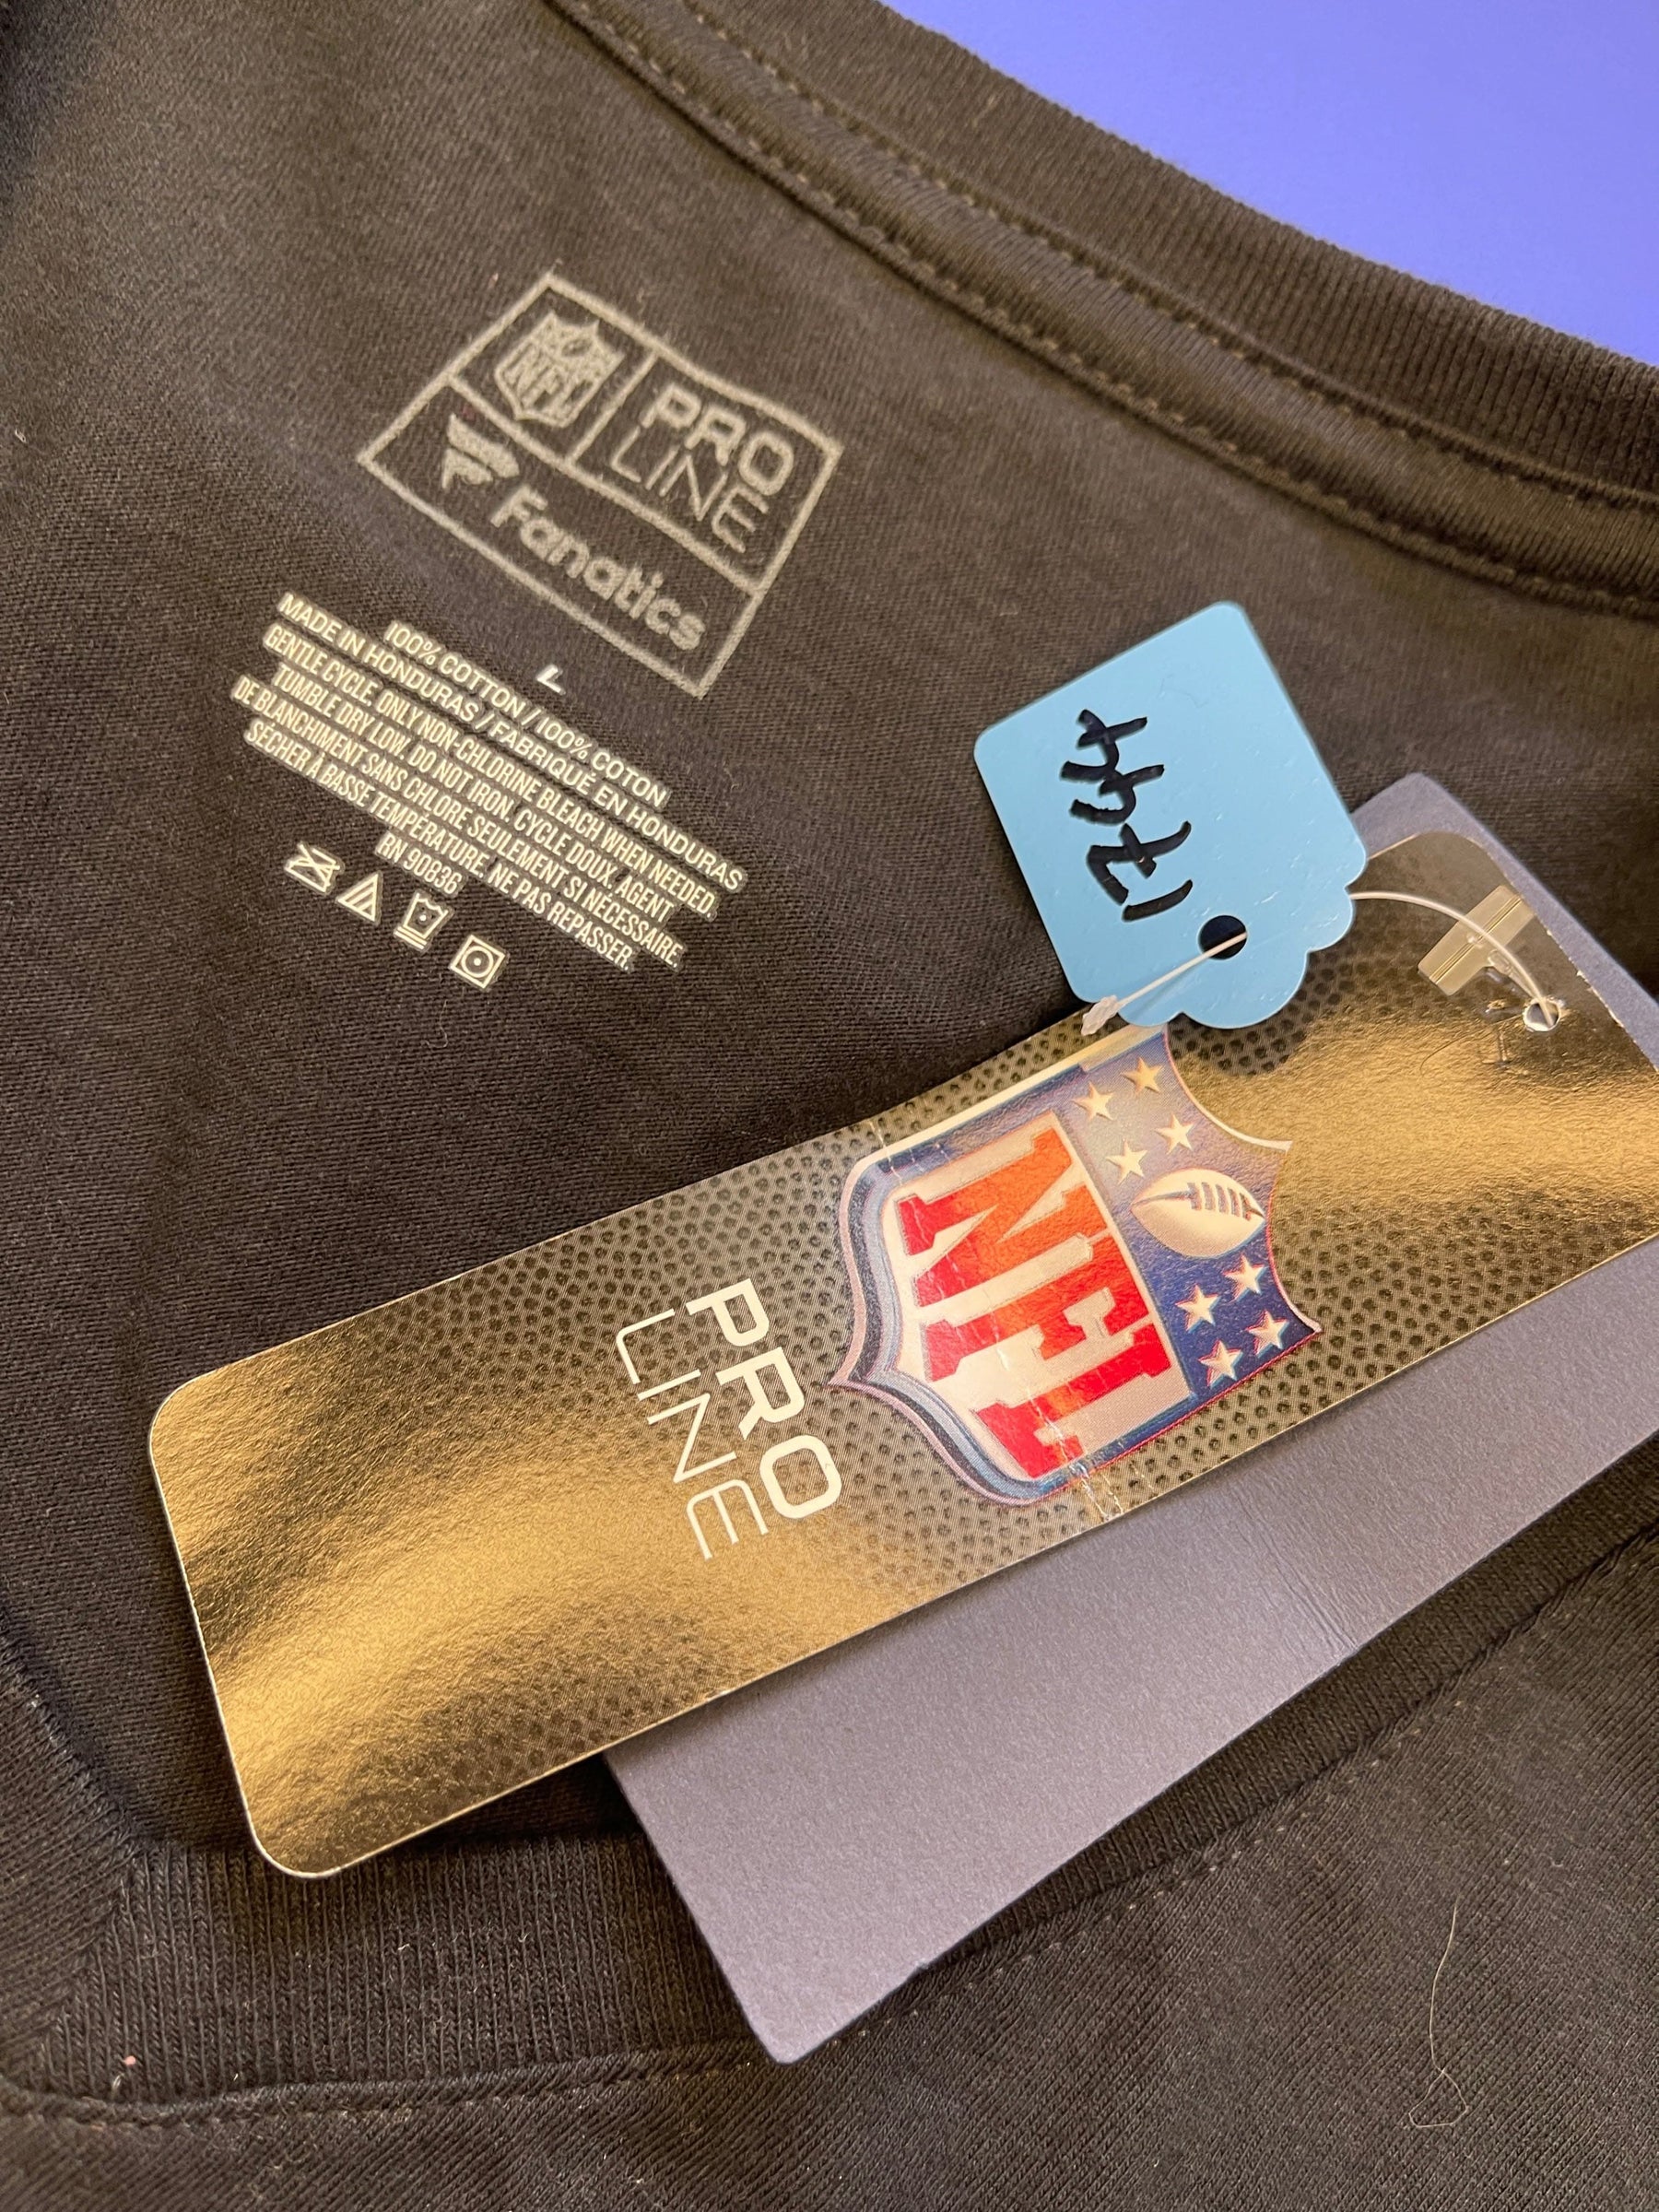 NFL
PRO
LINE
Fanatics
L
100% COTTON / 100% COTON
MADE IN HONDURAS / FABRIQUÉ EN HONDURAS
GENTLE CYCLE. ONLY NON-CHLORINE BLEACH WHEN NEEDED.
TUMBLE DRY LOW. DO NOT IRON. CYCLE DOUX. AGENT
DE BLANCHIMENT SANS CHLORE SEULEMENT SI NÉCESSAIRE.
SÉCHER À BASSE TEMPÉRATURE. NE PAS REPASSER.
RN 90836
NFL
PRO
LINE